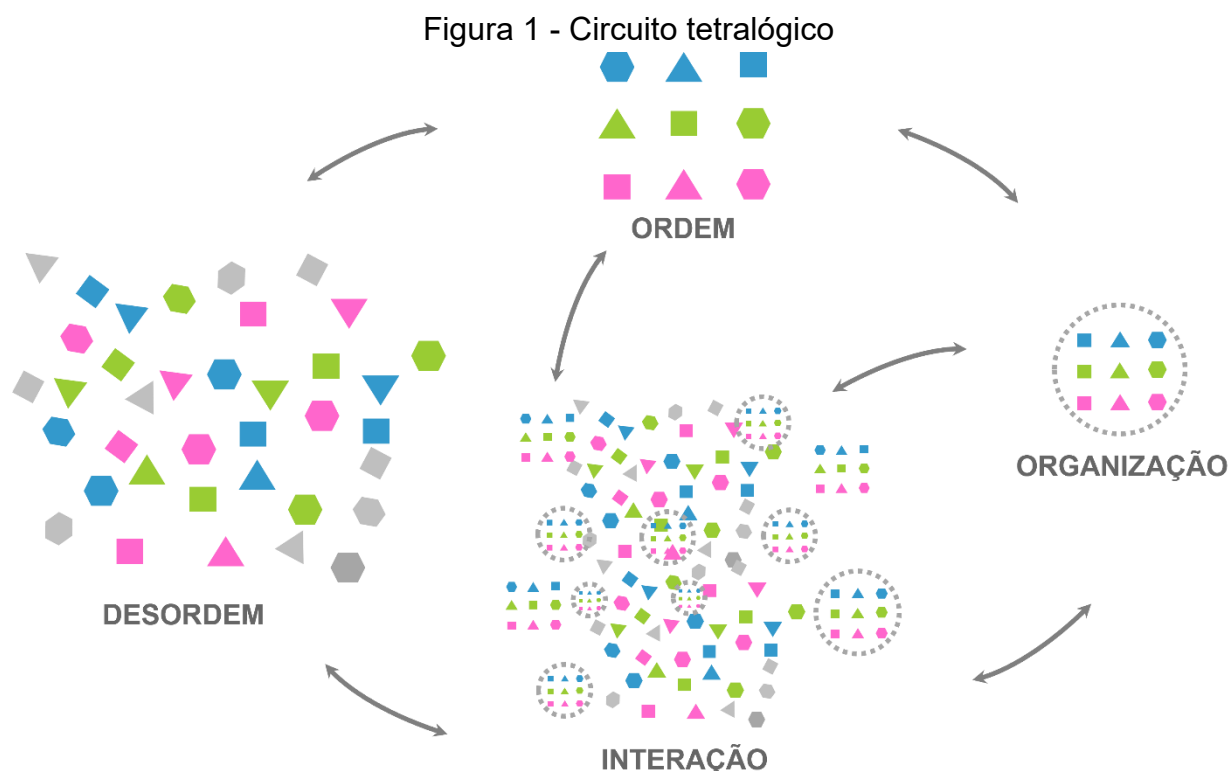 Figura 1 - Circuito tetralógico
ORDEM
ORGANIZAÇÃO
DESORDEM
INTERAÇÃO